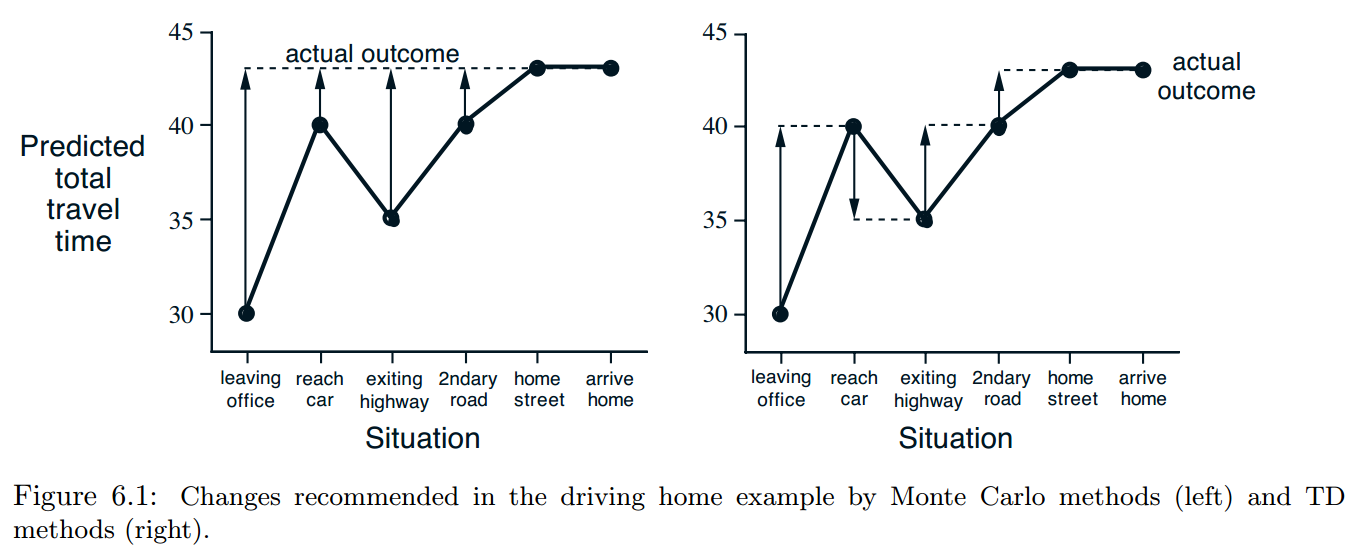 Predicted
total
travel
time
45
40
35
30
actual outcome
leaving
office
reach
car
exiting
highway
2ndary
road
home
street
arrive
home
Situation
45
40
35
30
actual
outcome
leaving
office
reach
car
exiting
highway
2ndary
road
home
street
arrive
home
Situation
Figure 6.1: Changes recommended in the driving home example by Monte Carlo methods (left) and TD
methods (right).